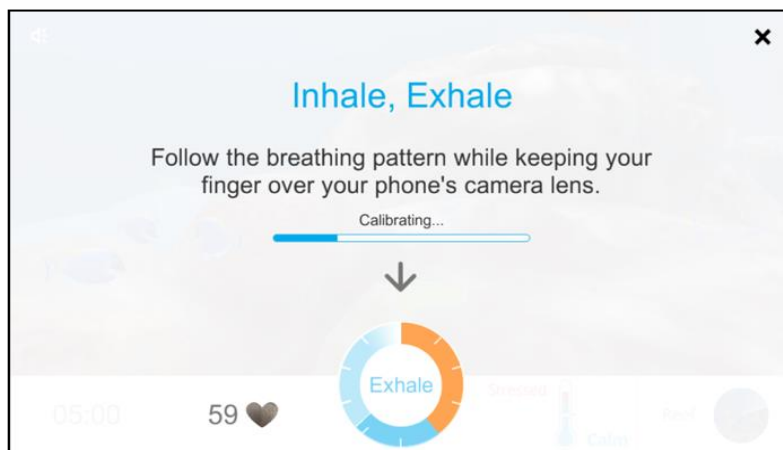 Inhale, Exhale
Follow the breathing pattern while keeping your
finger over your phone's camera lens.
Calibrating...
Exhale
Stressed
05:00
59
Reef
Calm